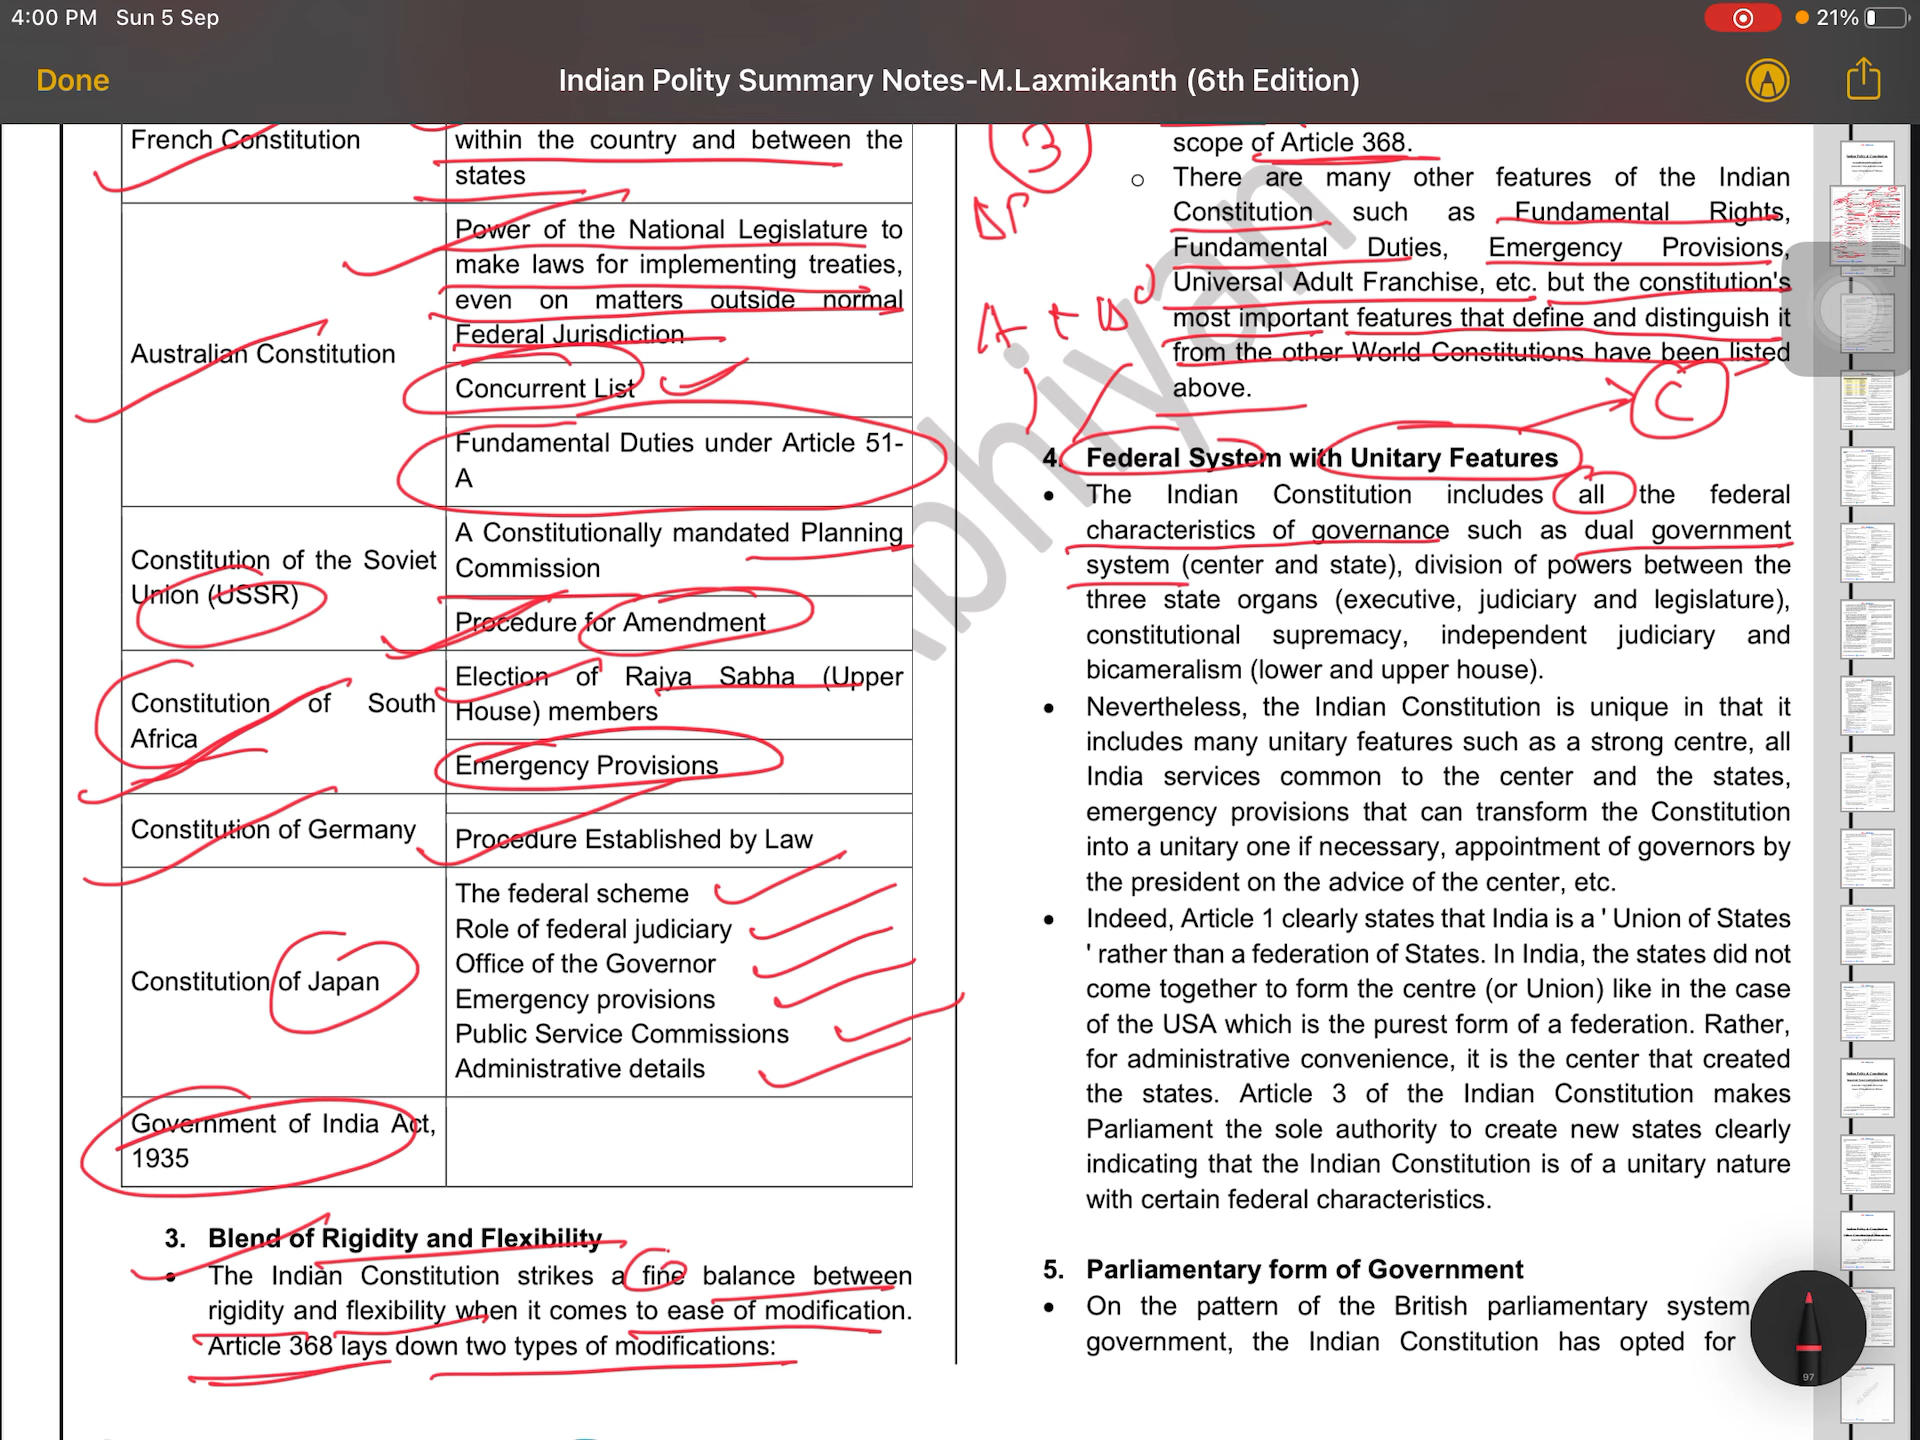 4:00 PM Sun 5 Sep
21%
Done
Indian Polity Summary Notes-M.Laxmikanth (6th Edition)
French Constitution
within the country and between the
states
Australian Constitution
Power of the National Legislature to
make laws for implementing treaties,
even on matters outside normal
Federal Jurisdiction
Concurrent List
Fundamental Duties under Article 51-
A
Constitution of the Soviet
Union (USSR)
A Constitutionally mandated Planning
Commission
Procedure for Amendment
Constitution of South
Africa
Election of Rajya Sabha (Upper
House) members
Emergency Provisions
Constitution of Germany
Procedure Established by Law
Constitution of Japan
The federal scheme
Role of federal judiciary
Office of the Governor
Emergency provisions
Public Service Commissions
Administrative details
Government of India Act,
1935
3. Blend of Rigidity and Flexibility
• The Indian Constitution strikes a fine balance between
rigidity and flexibility when it comes to ease of modification.
Article 368 lays down two types of modifications:
3
scope of Article 368.
o There are many other features of the Indian
Constitution such as Fundamental Rights,
Fundamental Duties, Emergency Provisions,
Universal Adult Franchise, etc. but the constitution's
most important features that define and distinguish it
from the other World Constitutions have been listed
above.
C
4. Federal System with Unitary Features
• The Indian Constitution includes all the federal
characteristics of governance such as dual government
system (center and state), division of powers between the
three state organs (executive, judiciary and legislature),
constitutional supremacy, independent judiciary and
bicameralism (lower and upper house).
• Nevertheless, the Indian Constitution is unique in that it
includes many unitary features such as a strong centre, all
India services common to the center and the states,
emergency provisions that can transform the Constitution
into a unitary one if necessary, appointment of governors by
the president on the advice of the center, etc.
• Indeed, Article 1 clearly states that India is a ' Union of States
' rather than a federation of States. In India, the states did not
come together to form the centre (or Union) like in the case
of the USA which is the purest form of a federation. Rather,
for administrative convenience, it is the center that created
the states. Article 3 of the Indian Constitution makes
Parliament the sole authority to create new states clearly
indicating that the Indian Constitution is of a unitary nature
with certain federal characteristics.
5. Parliamentary form of Government
• On the pattern of the British parliamentary system
government, the Indian Constitution has opted for
97